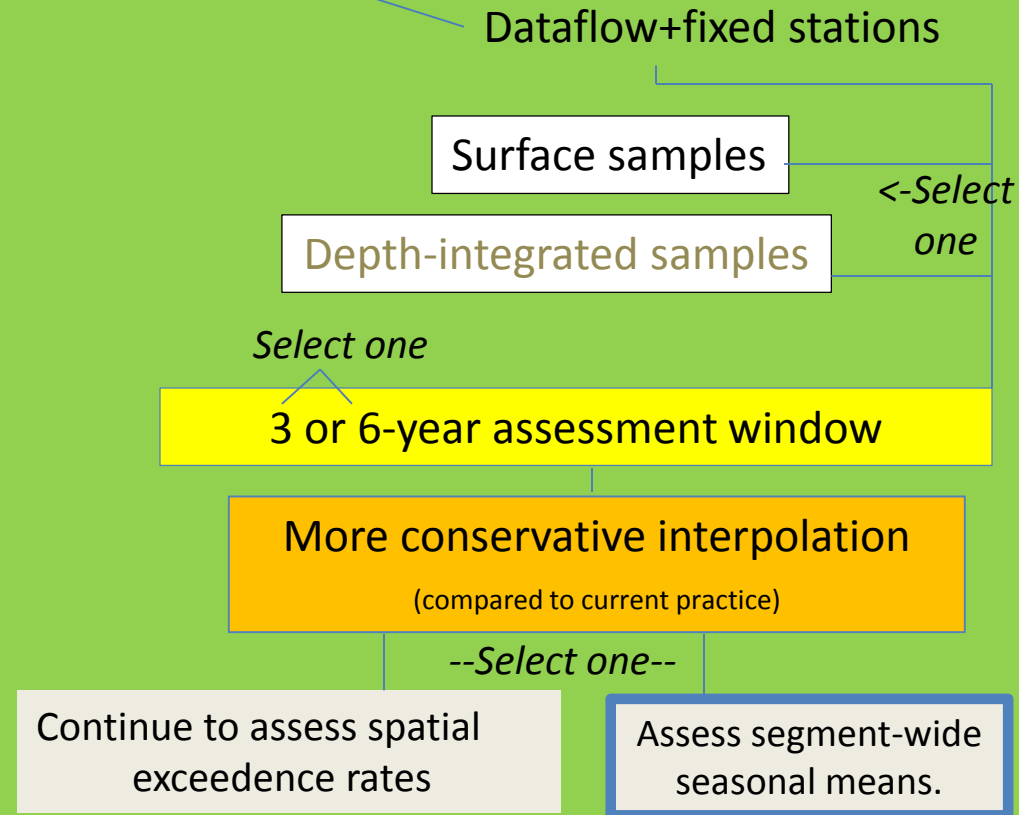 Dataflow+fixed stations
Surface samples
<-Select
one
Depth-integrated samples
Select one
3 or 6-year assessment window
More conservative interpolation
(compared to current practice)
--Select one--
Continue to assess spatial
exceedence rates
Assess segment-wide
seasonal means.